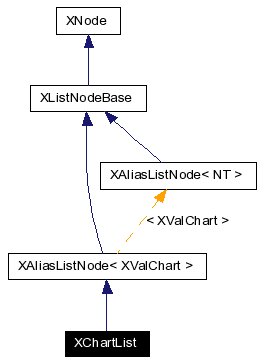 XNode
XListNodeBase
XAliasListNode< NT >
< XValChart >
XAliasListNode< XValChart >
XChartList